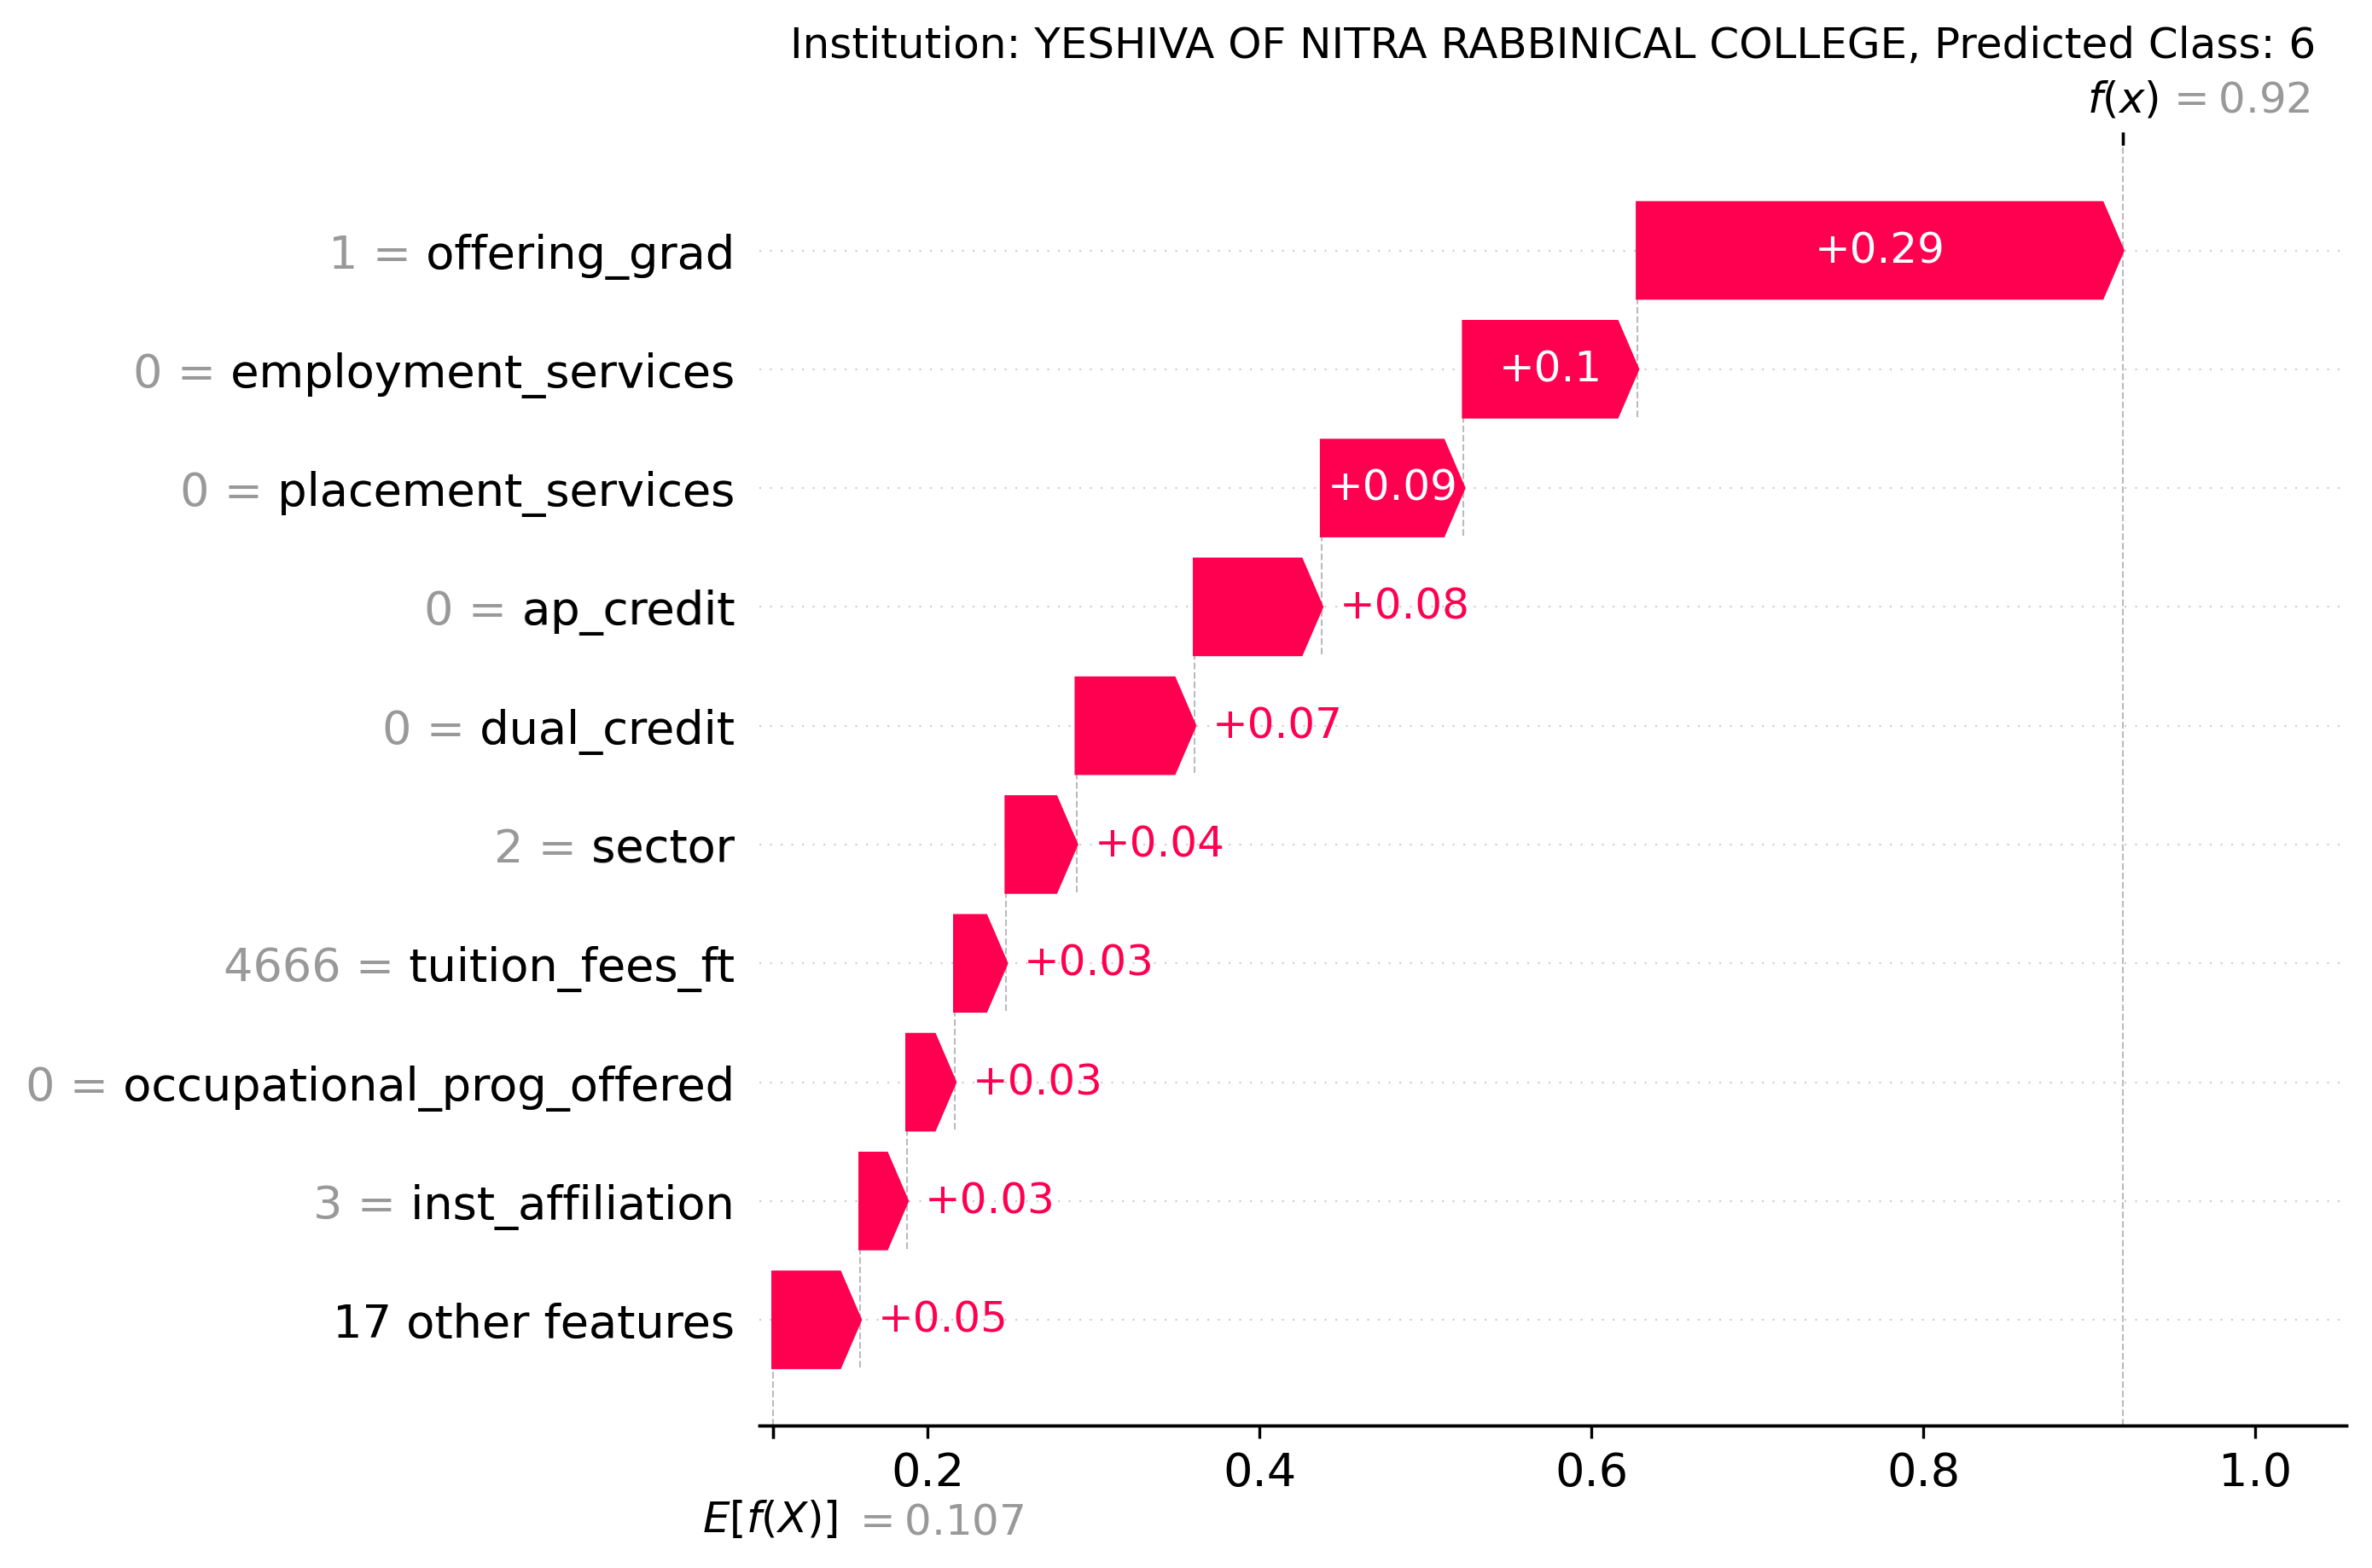 Institution: YESHIVA OF NITRA RABBINICAL COLLEGE, Predicted Class: 6
f(x) = 0.92
1 = offering_grad +0.29
0 = employment_services +0.1
0 = placement_services +0.09
0 = ap_credit +0.08
0 = dual_credit +0.07
2 = sector +0.04
4666 = tuition_fees_ft +0.03
0 = occupational_prog_offered +0.03
3 = inst_affiliation +0.03
17 other features +0.05
0.2 0.4 0.6 0.8 1.0
E[f(X)] = 0.107